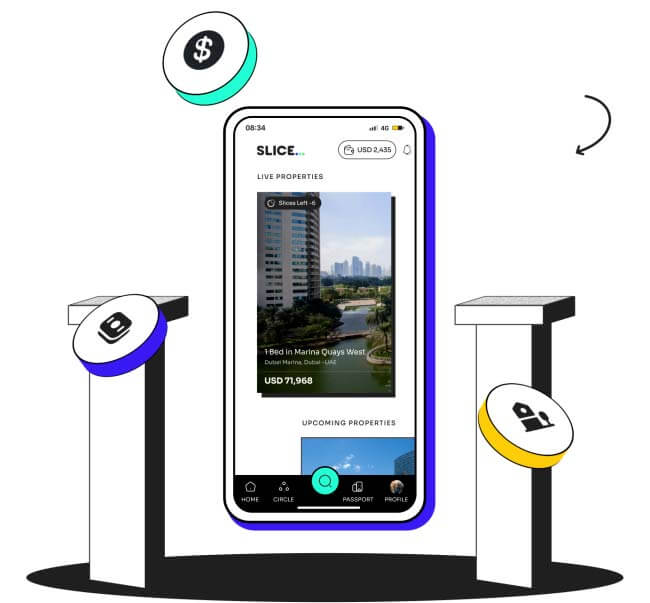 $
08:34
4G
SLICE.
USD 2,435
LIVE PROPERTIES
Slices Left -6
1 Bed in Marina Quays West
Dubai Marina, Dubai -UAE
USD 71,968
UPCOMING PROPERTIES
HOME
CIRCLE
PASSPORT
PROFILE